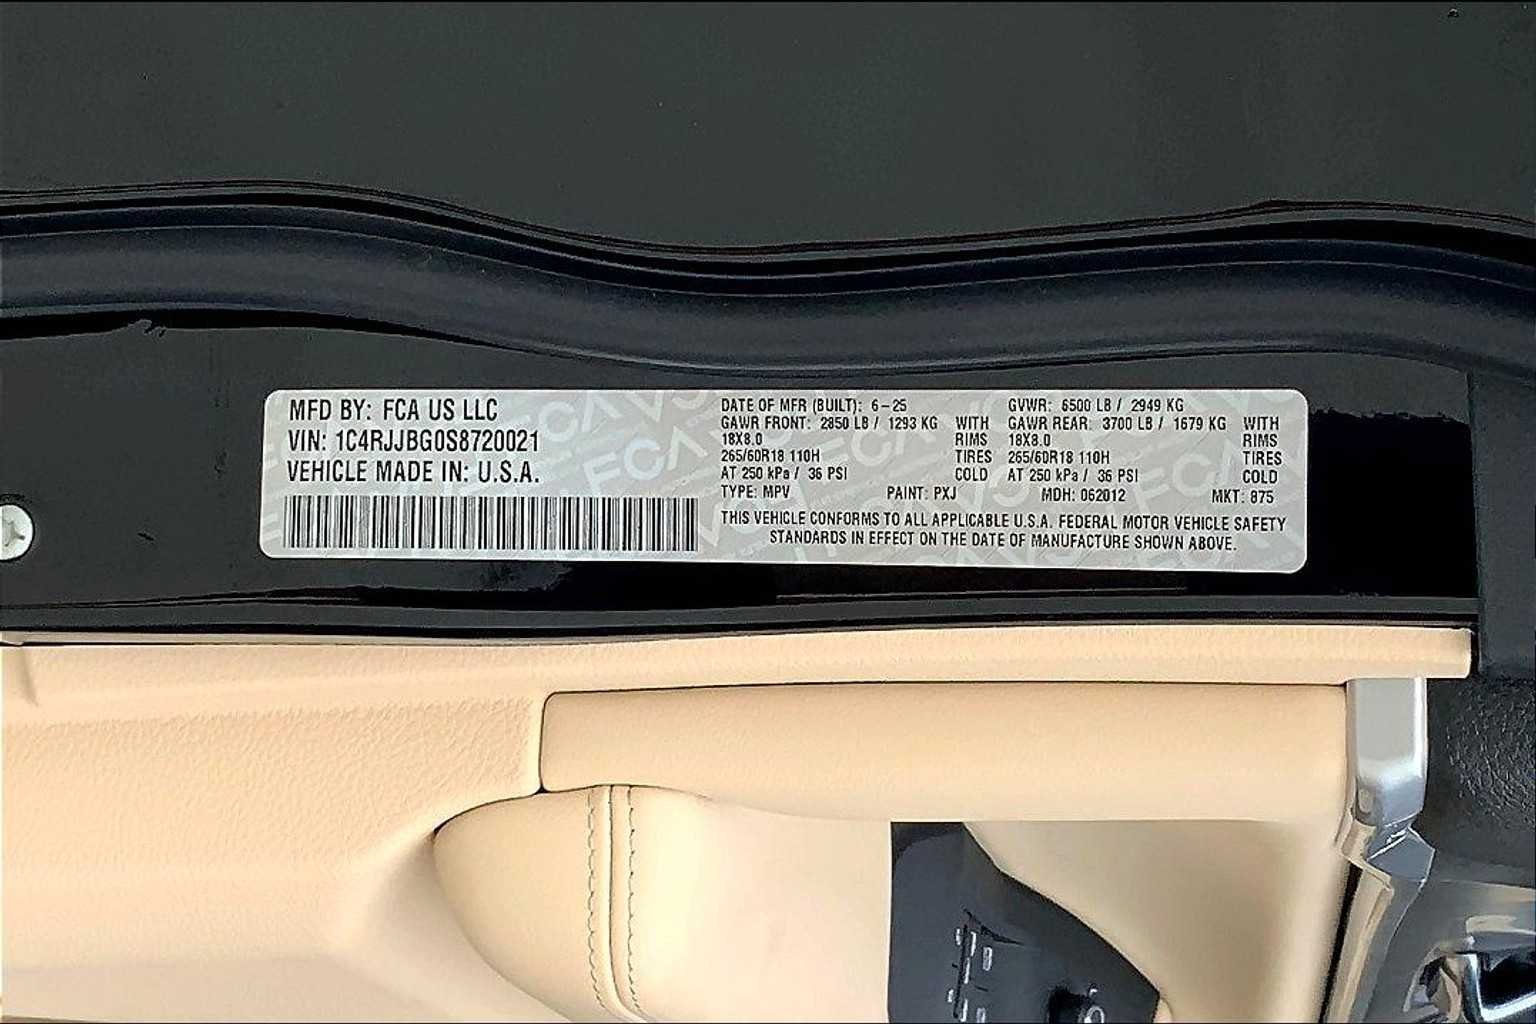 MFD BY: FCA US LLC
VIN: 1C4RJJBG0S8720021
VEHICLE MADE IN: U.S.A.
DATE OF MFR (BUILT): 6-25
GAWR FRONT: 2850 LB / 1293 KG WITH
18X8.0 RIMS
265/60R18 110H TIRES
AT 250 kPa / 36 PSI COLD
GVWR: 6500 LB / 2949 KG
GAWR REAR: 3700 LB / 1679 KG WITH
18X8.0 RIMS
265/60R18 110H TIRES
AT 250 kPa / 36 PSI COLD
TYPE: MPV PAINT: PXJ MDH: 062012 MKT: 875
THIS VEHICLE CONFORMS TO ALL APPLICABLE U.S.A. FEDERAL MOTOR VEHICLE SAFETY
STANDARDS IN EFFECT ON THE DATE OF MANUFACTURE SHOWN ABOVE.